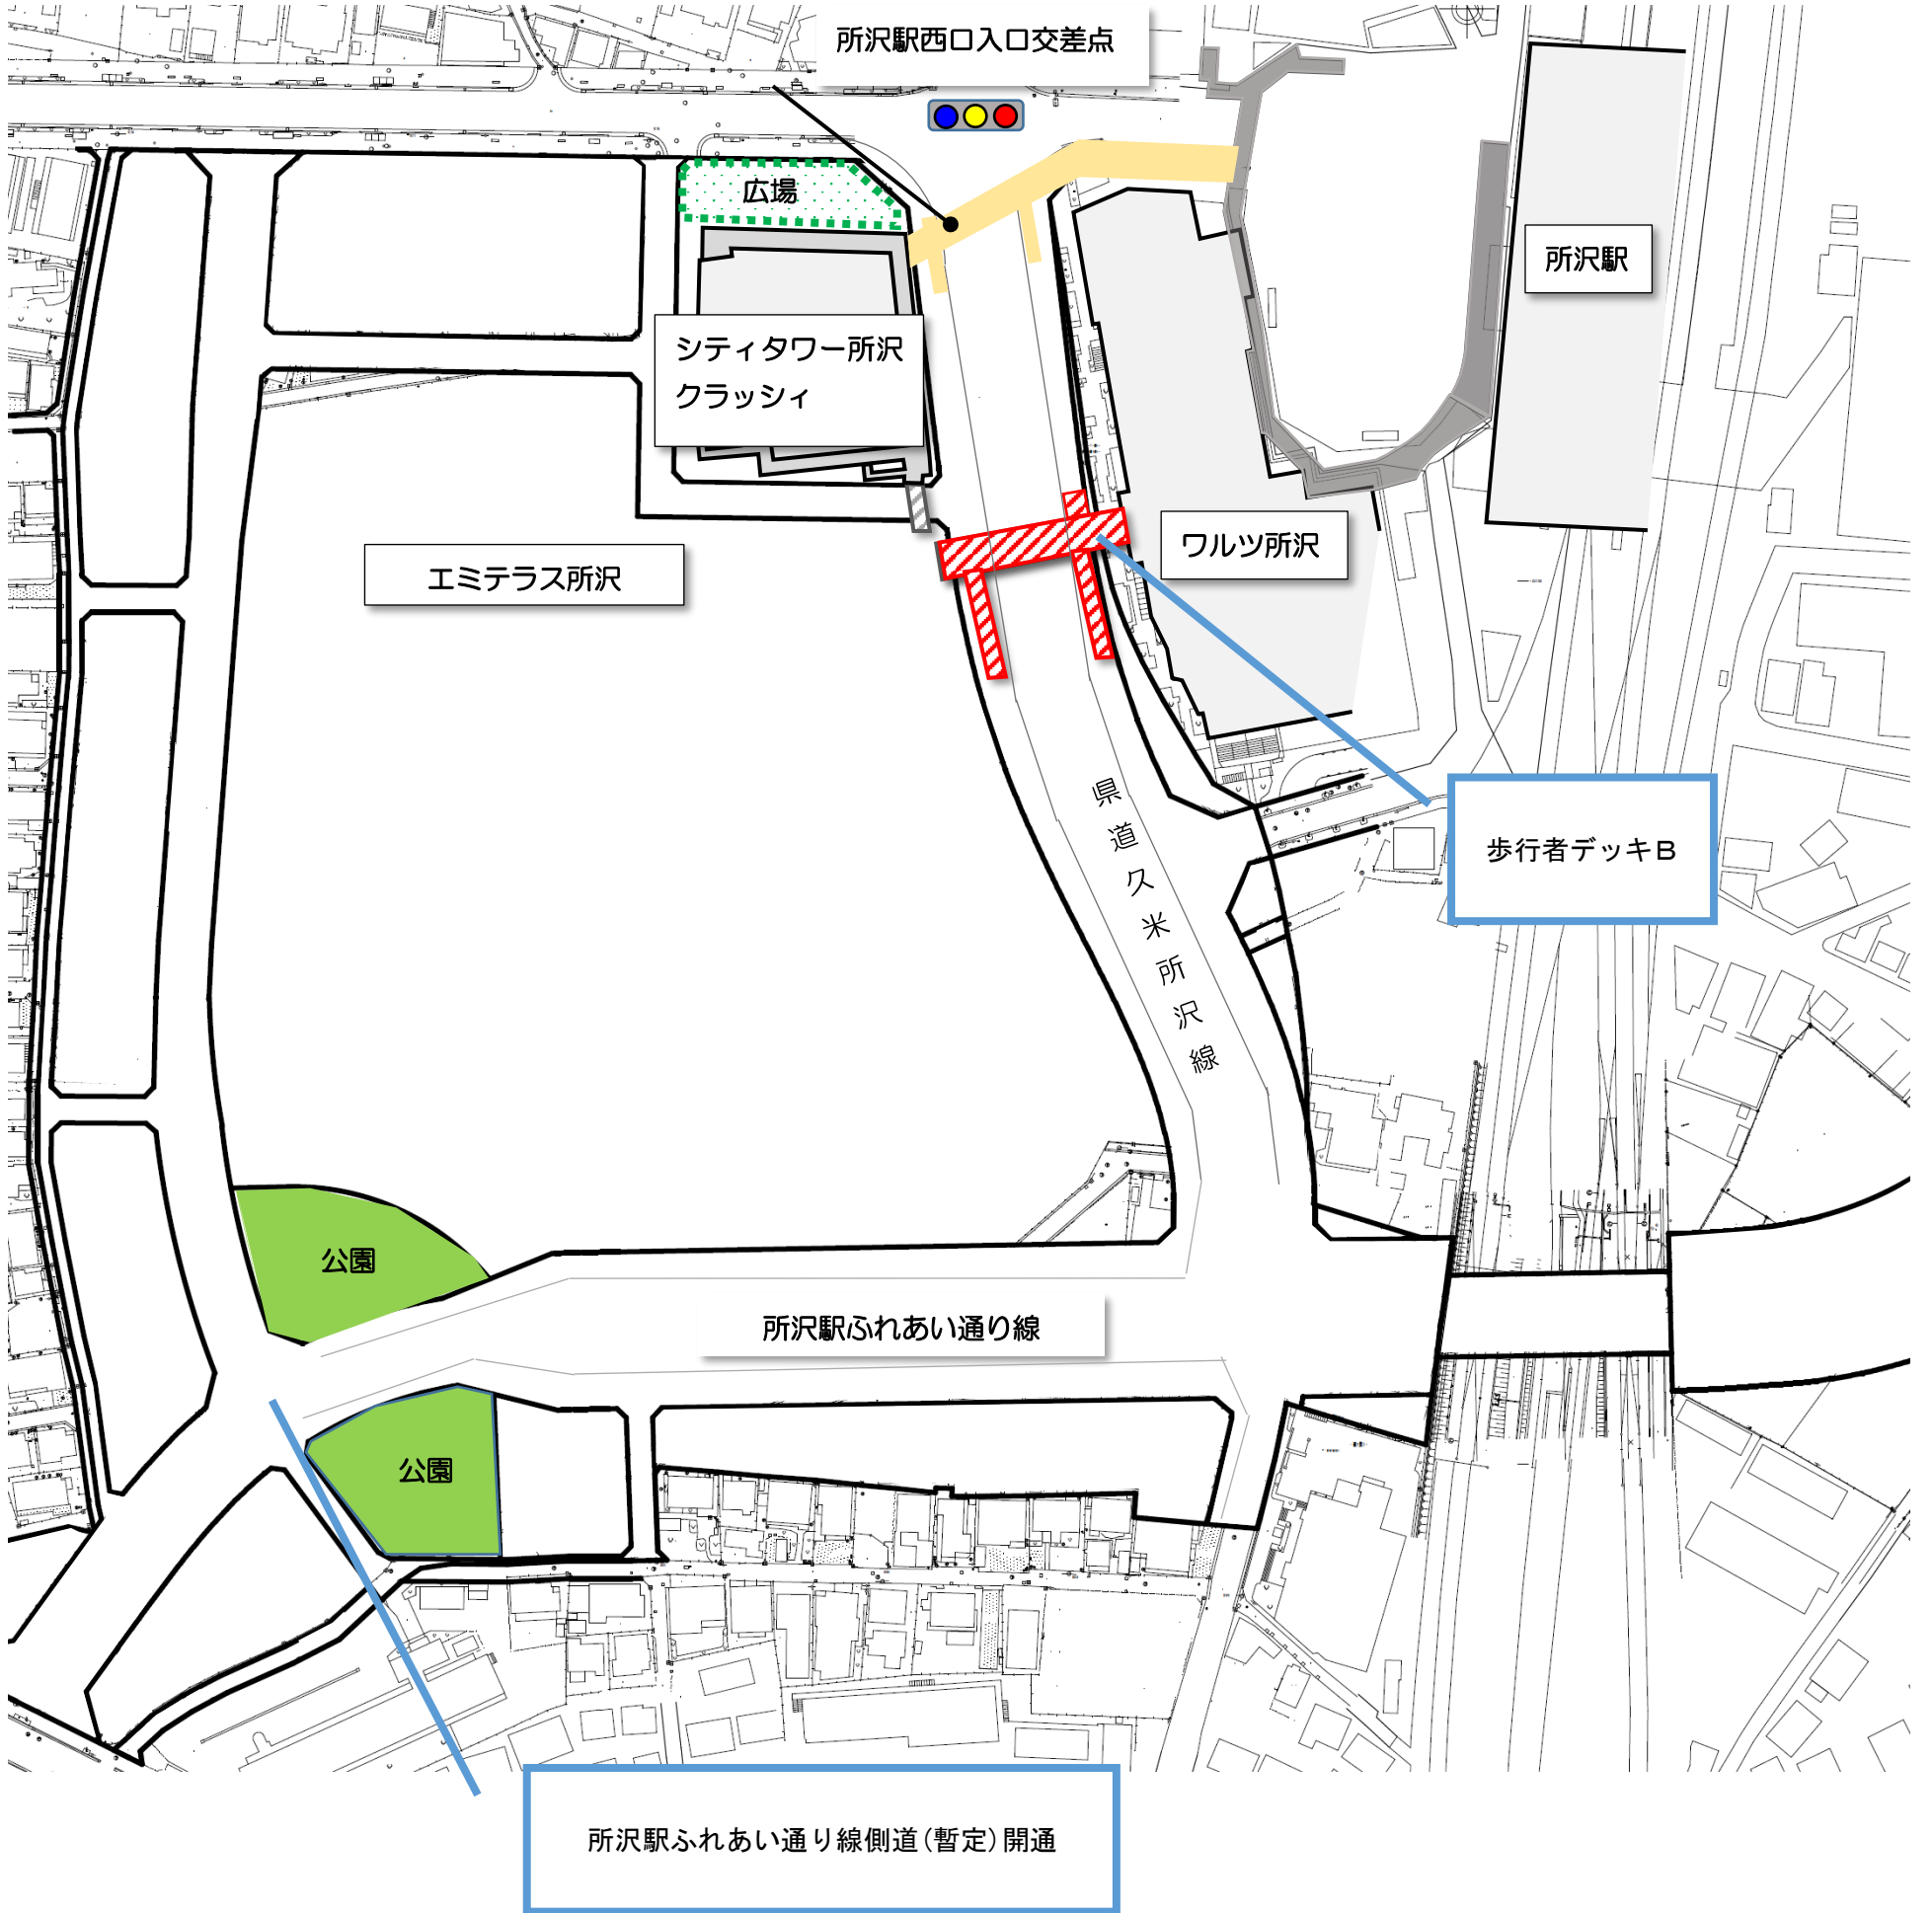 所沢駅西口入口交差点
広場
所沢駅
シティタワー所沢
クラッシィ
ワルツ所沢
エミテラス所沢
県道久米所沢線
歩行者デッキB
公園
所沢駅ふれあい通り線
公園
所沢駅ふれあい通り線側道(暫定)開通